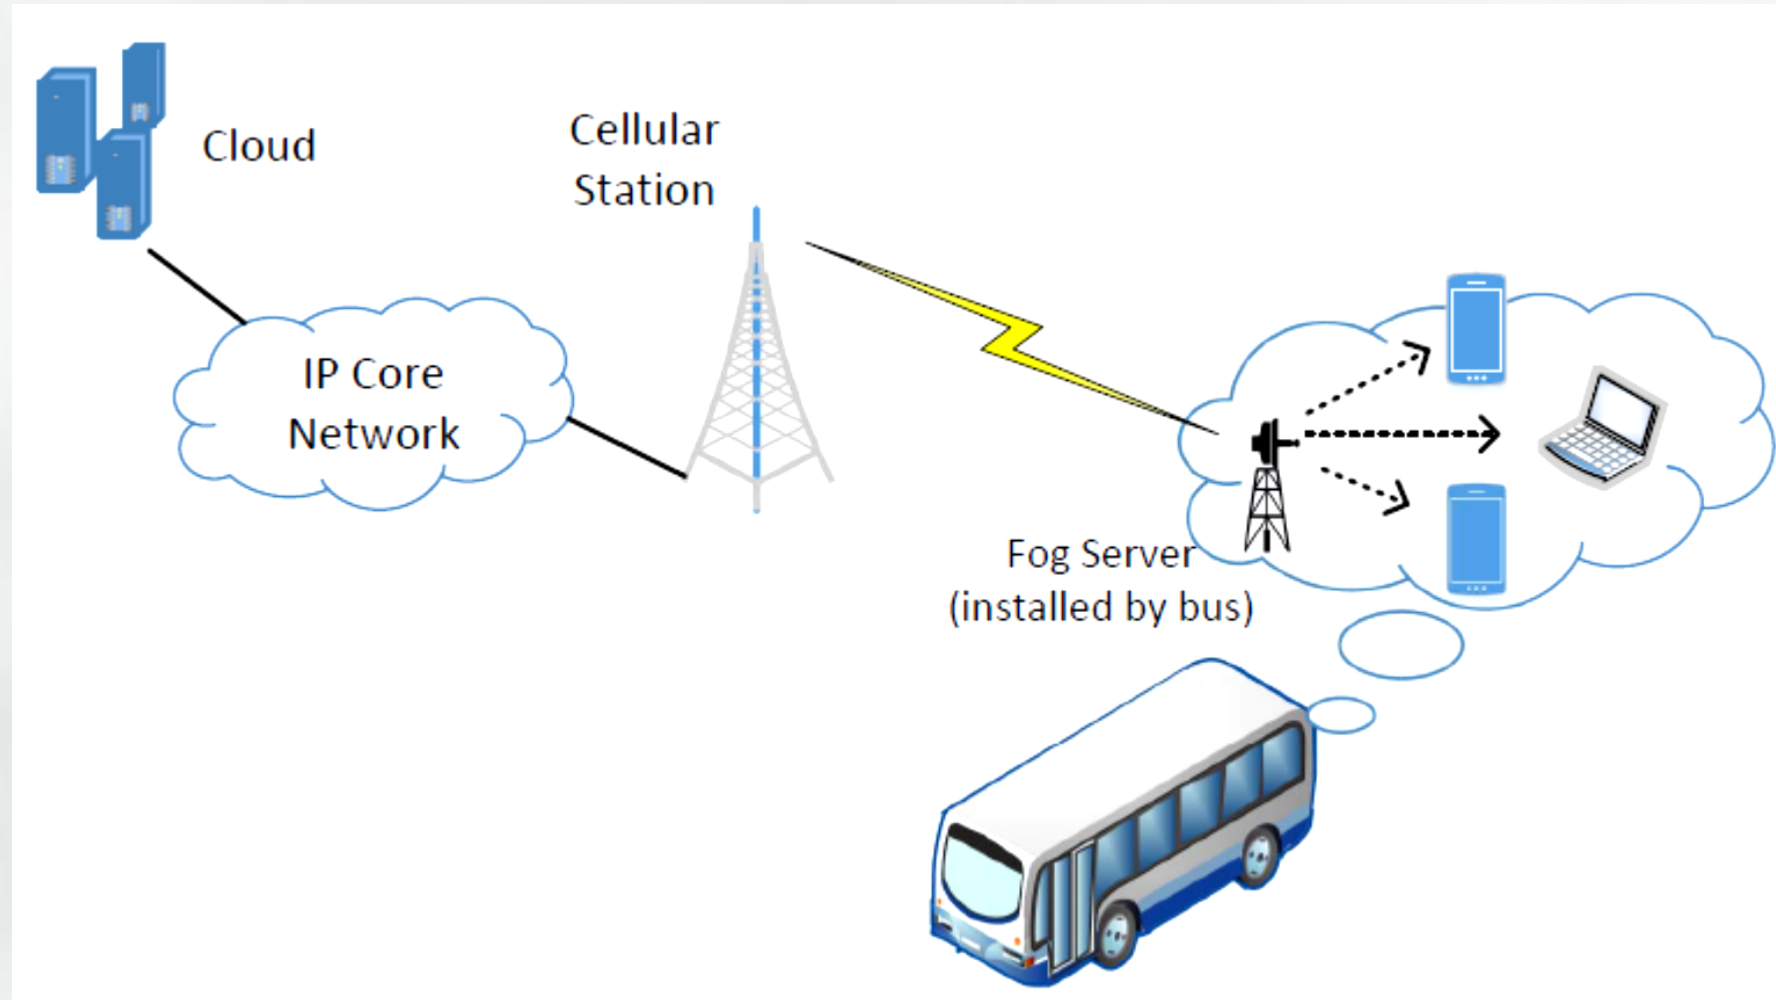 Cloud
Cellular
Station
IP Core
Network
Fog Server
(installed by bus)